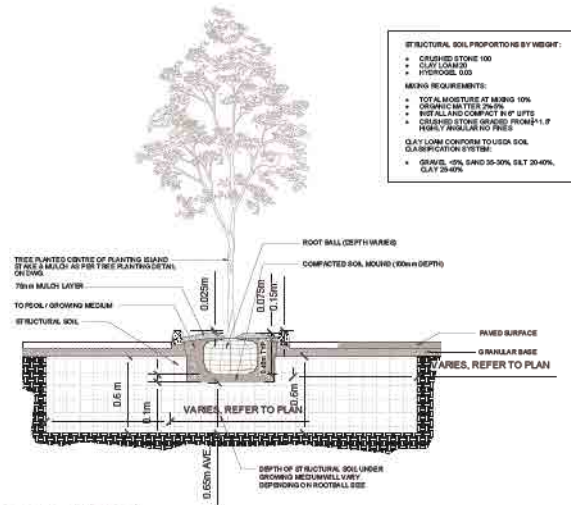 STRUCTURAL SOIL PROPORTIONS BY WEIGHT:
• CRUSHED STONE 100
• CLAY LOAM 20
• HYDROGEL 0.03
MIXING REQUIREMENTS:
• TOTAL MOISTURE AT MIXING 10%
• ORGANIC MATTER 2%-5%
• INSTALL AND COMPACT IN 6" LIFTS
• CRUSHED STONE GRADED FROM
HIGHLY ANGULAR NO FINES
CLAY LOAM CONFORM TO USDA SOIL
CLASSIFICATION SYSTEM:
• GRAVEL <5%, SAND 25-30%, SILT 20-40%,
CLAY 25-40%
ROOT BALL (DEPTH VARIES)
TREE PLANTED CENTRE OF PLANTING ISLAND
STAKE & MULCH AS PER TREE PLANTING DETAIL
ON DWG.
COMPACTED SOIL MOUND (100mm DEPTH)
75mm MULCH LAYER
0.025m
0.075m
0.15m
TOPSOIL / GROWING MEDIUM
STRUCTURAL SOIL
PAVED SURFACE
GRANULAR BASE
VARIES, REFER TO PLAN
0.6 m
0.1m
VARIES, REFER TO PLAN
0.6m
0.65m AVE.
DEPTH OF STRUCTURAL SOIL UNDER
GROWING MEDIUM WILL VARY
DEPENDING ON ROOTBALL SIZE